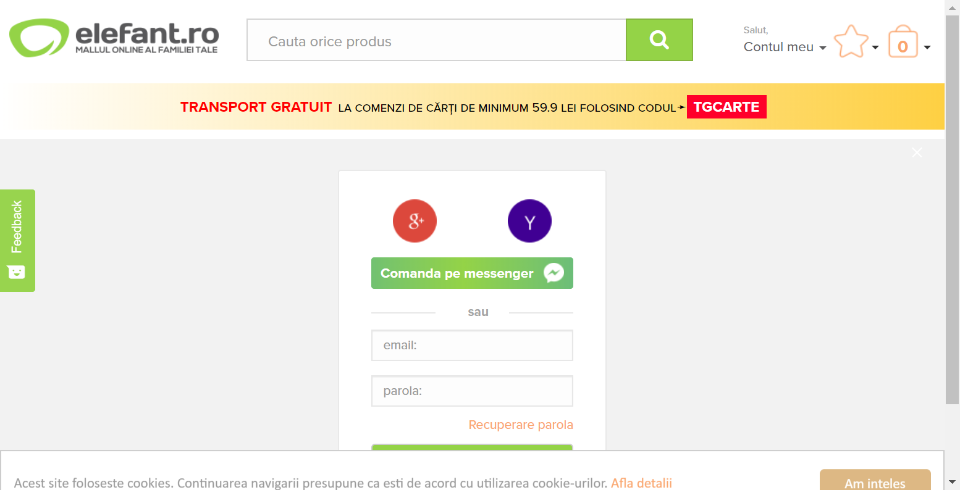 elefant.ro
MALLUL ONLINE AL FAMILIEI TALE
Cauta orice produs
Salut,
Contul meu
0
TRANSPORT GRATUIT LA COMENZI DE CĂRȚI DE MINIMUM 59.9 LEI FOLOSIND CODUL TGCARTE
Feedback
g+ Y
Comanda pe messenger
sau
email:
parola:
Recuperare parola
Acest site foloseste cookies. Continuarea navigarii presupune ca esti de acord cu utilizarea cookie-urilor. Afla detalii
Am inteles